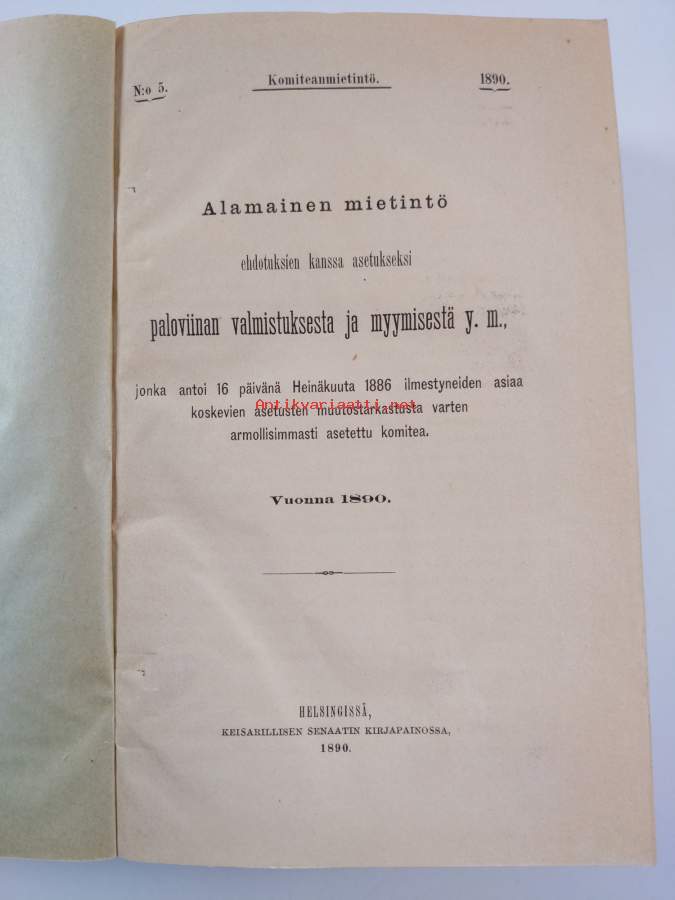 N:o 5. Komiteanmietintö. 1890.
Alamainen mietintö
ehdotuksien kanssa asetukseksi
paloviinan valmistuksesta ja myymisestä y. m.,
jonka antoi 16 päivänä Heinäkuuta 1886 ilmestyneiden asiaa
Antikvariaatti.net
koskevien asetusten muutostarkastusta varten
armollisimmasti asetettu komitea.
Vuonna 1890.
HELSINGISSÄ,
KEISARILLISEN SENAATIN KIRJAPAINOSSA,
1890.